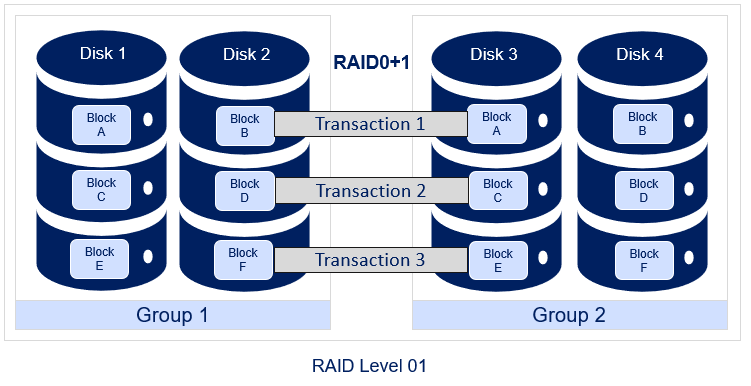 Disk 1
Disk 2
RAID0+1
Disk 3
Disk 4
Block
A
Block
B
Transaction 1
Block
A
Block
B
Block
C
Block
D
Transaction 2
Block
C
Block
D
Block
E
Block
F
Transaction 3
Block
E
Block
F
Group 1
Group 2
RAID Level 01